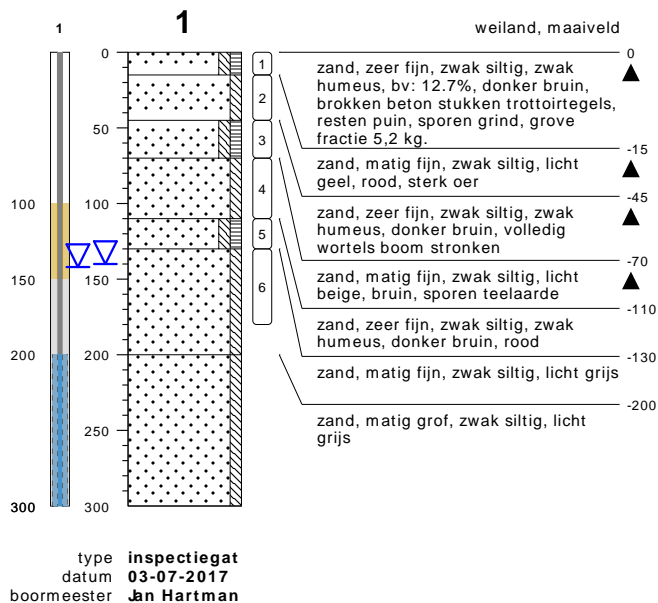 1
1
weiland, maaiveld
0
0
1
zand, zeer fijn, zwak siltig, zwak
humeus, bv: 12.7%, donker bruin,
brokken beton stukken trottoirtegels,
resten puin, sporen grind, grove
fractie 5,2 kg.
-15
2
zand, matig fijn, zwak siltig, licht
geel, rood, sterk oer
-45
50
3
zand, zeer fijn, zwak siltig, zwak
humeus, donker bruin, volledig
wortels boom stronken
-70
4
zand, matig fijn, zwak siltig, licht
beige, bruin, sporen teelaarde
-110
100
100
5
zand, zeer fijn, zwak siltig, zwak
humeus, donker bruin, rood
-130
150
150
6
zand, matig fijn, zwak siltig, licht grijs
-200
200
200
zand, matig grof, zwak siltig, licht
grijs
250
250
300
300
type inspectiegat
datum 03-07-2017
boormeester Jan Hartman